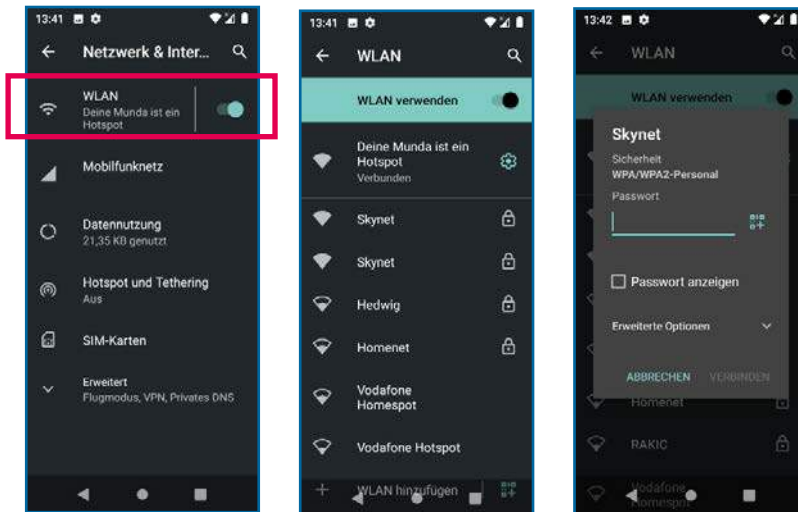 13:41
Netzwerk & Inter...
WLAN
Deine Munda ist ein
Hotspot
Mobilfunknetz
Datennutzung
21,35 KB genutzt
Hotspot und Tethering
Aus
SIM-Karten
Erweitert
Flugmodus, VPN, Privates DNS
13:41
WLAN
WLAN verwenden
Deine Munda ist ein
Hotspot
Verbunden
Skynet
Skynet
Hedwig
Homenet
Vodafone
Homespot
Vodafone Hotspot
WLAN hinzufügen
13:42
WLAN
WLAN verwenden
Skynet
Sicherheit
WPA/WPA2-Personal
Passwort
Passwort anzeigen
Erweiterte Optionen
ABBRECHEN VERBINDEN
Homenet
RAKIC
Vodafone
Homespot